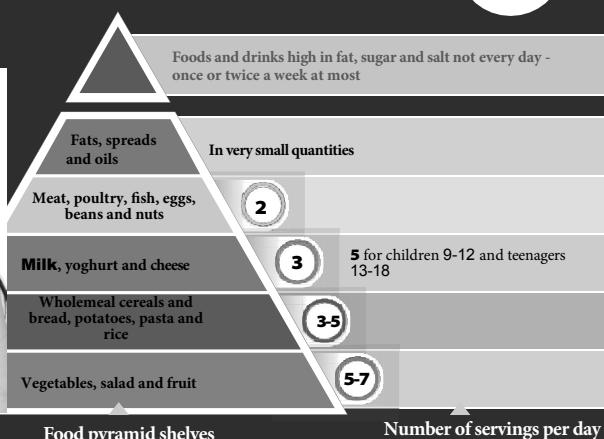 Foods and drinks high in fat, sugar and salt not every day -
once or twice a week at most
Fats, spreads
and oils
In very small quantities
Meat, poultry, fish, eggs,
beans and nuts
2
Milk, yoghurt and cheese
3
5 for children 9-12 and teenagers
13-18
Wholemeal cereals and
bread, potatoes, pasta and
rice
3-5
Vegetables, salad and fruit
5-7
Food pyramid shelves
Number of servings per day